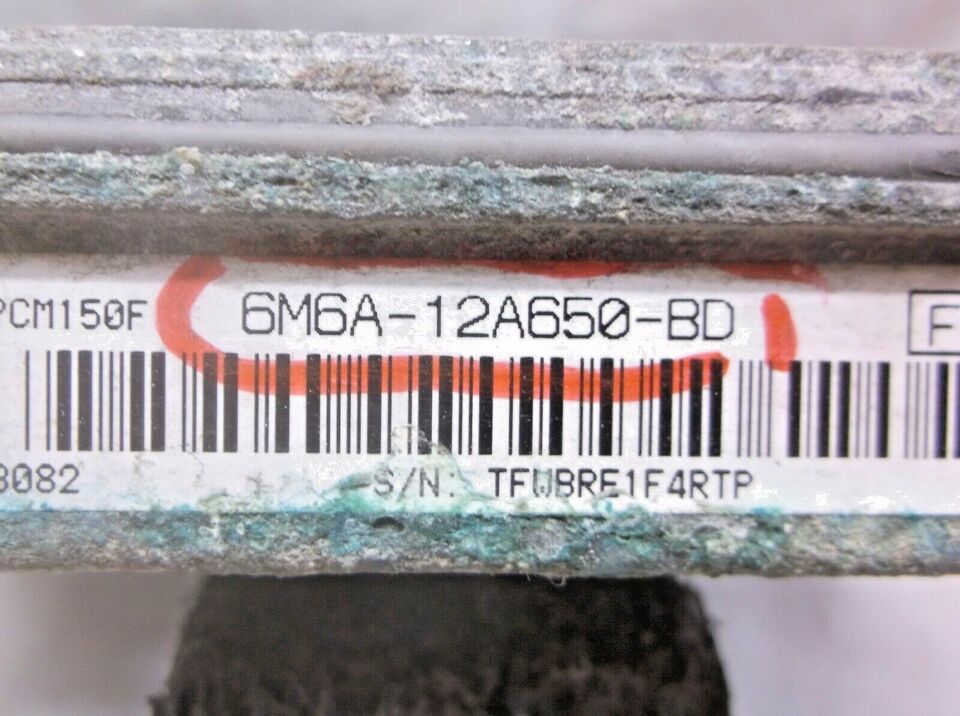 PCM150F 6M6A-12A650-BD F
8082 S/N: TFWBRE1F4RTP